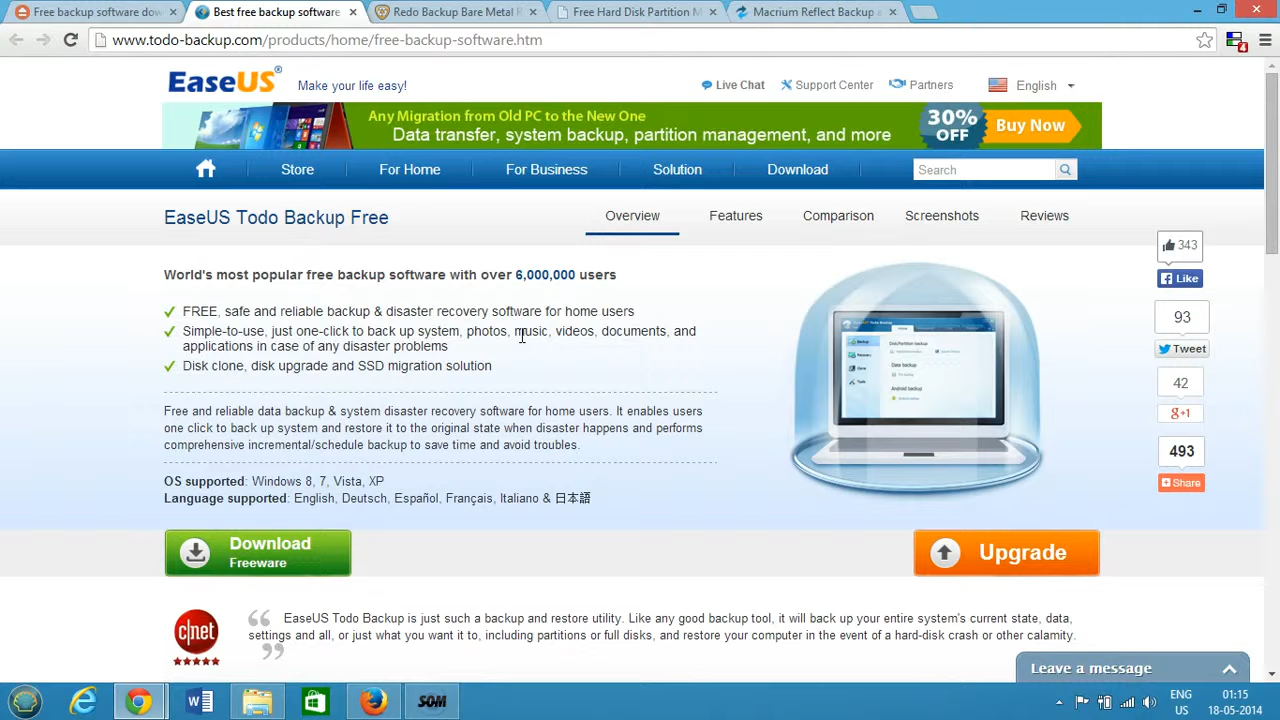 Free backup software dow
Best free backup software
Redo Backup Bare Metal R
Free Hard Disk Partition M
Macrium Reflect Backup a
www.todo-backup.com/products/home/free-backup-software.htm
4
EaseUS® Make your life easy!
Live Chat Support Center Partners English
Any Migration from Old PC to the New One
Data transfer, system backup, partition management, and more
30% OFF
Buy Now
Store For Home For Business Solution Download Search
EaseUS Todo Backup Free
Overview Features Comparison Screenshots Reviews
World's most popular free backup software with over 6,000,000 users
FREE, safe and reliable backup & disaster recovery software for home users
Simple-to-use, just one-click to back up system, photos, music, videos, documents, and
applications in case of any disaster problems
Disk clone, disk upgrade and SSD migration solution
Free and reliable data backup & system disaster recovery software for home users. It enables users
one click to back up system and restore it to the original state when disaster happens and performs
comprehensive incremental/schedule backup to save time and avoid troubles.
OS supported: Windows 8, 7, Vista, XP
Language supported: English, Deutsch, Español, Français, Italiano & 日本語
343
Like
93
Tweet
42
g+1
493
Share
Download
Freeware
Upgrade
c|net
EaseUS Todo Backup is just such a backup and restore utility. Like any good backup tool, it will back up your entire system's current state, data,
settings and all, or just what you want it to, including partitions or full disks, and restore your computer in the event of a hard-disk crash or other calamity.
Leave a message
SOM
ENG
US
01:15
18-05-2014